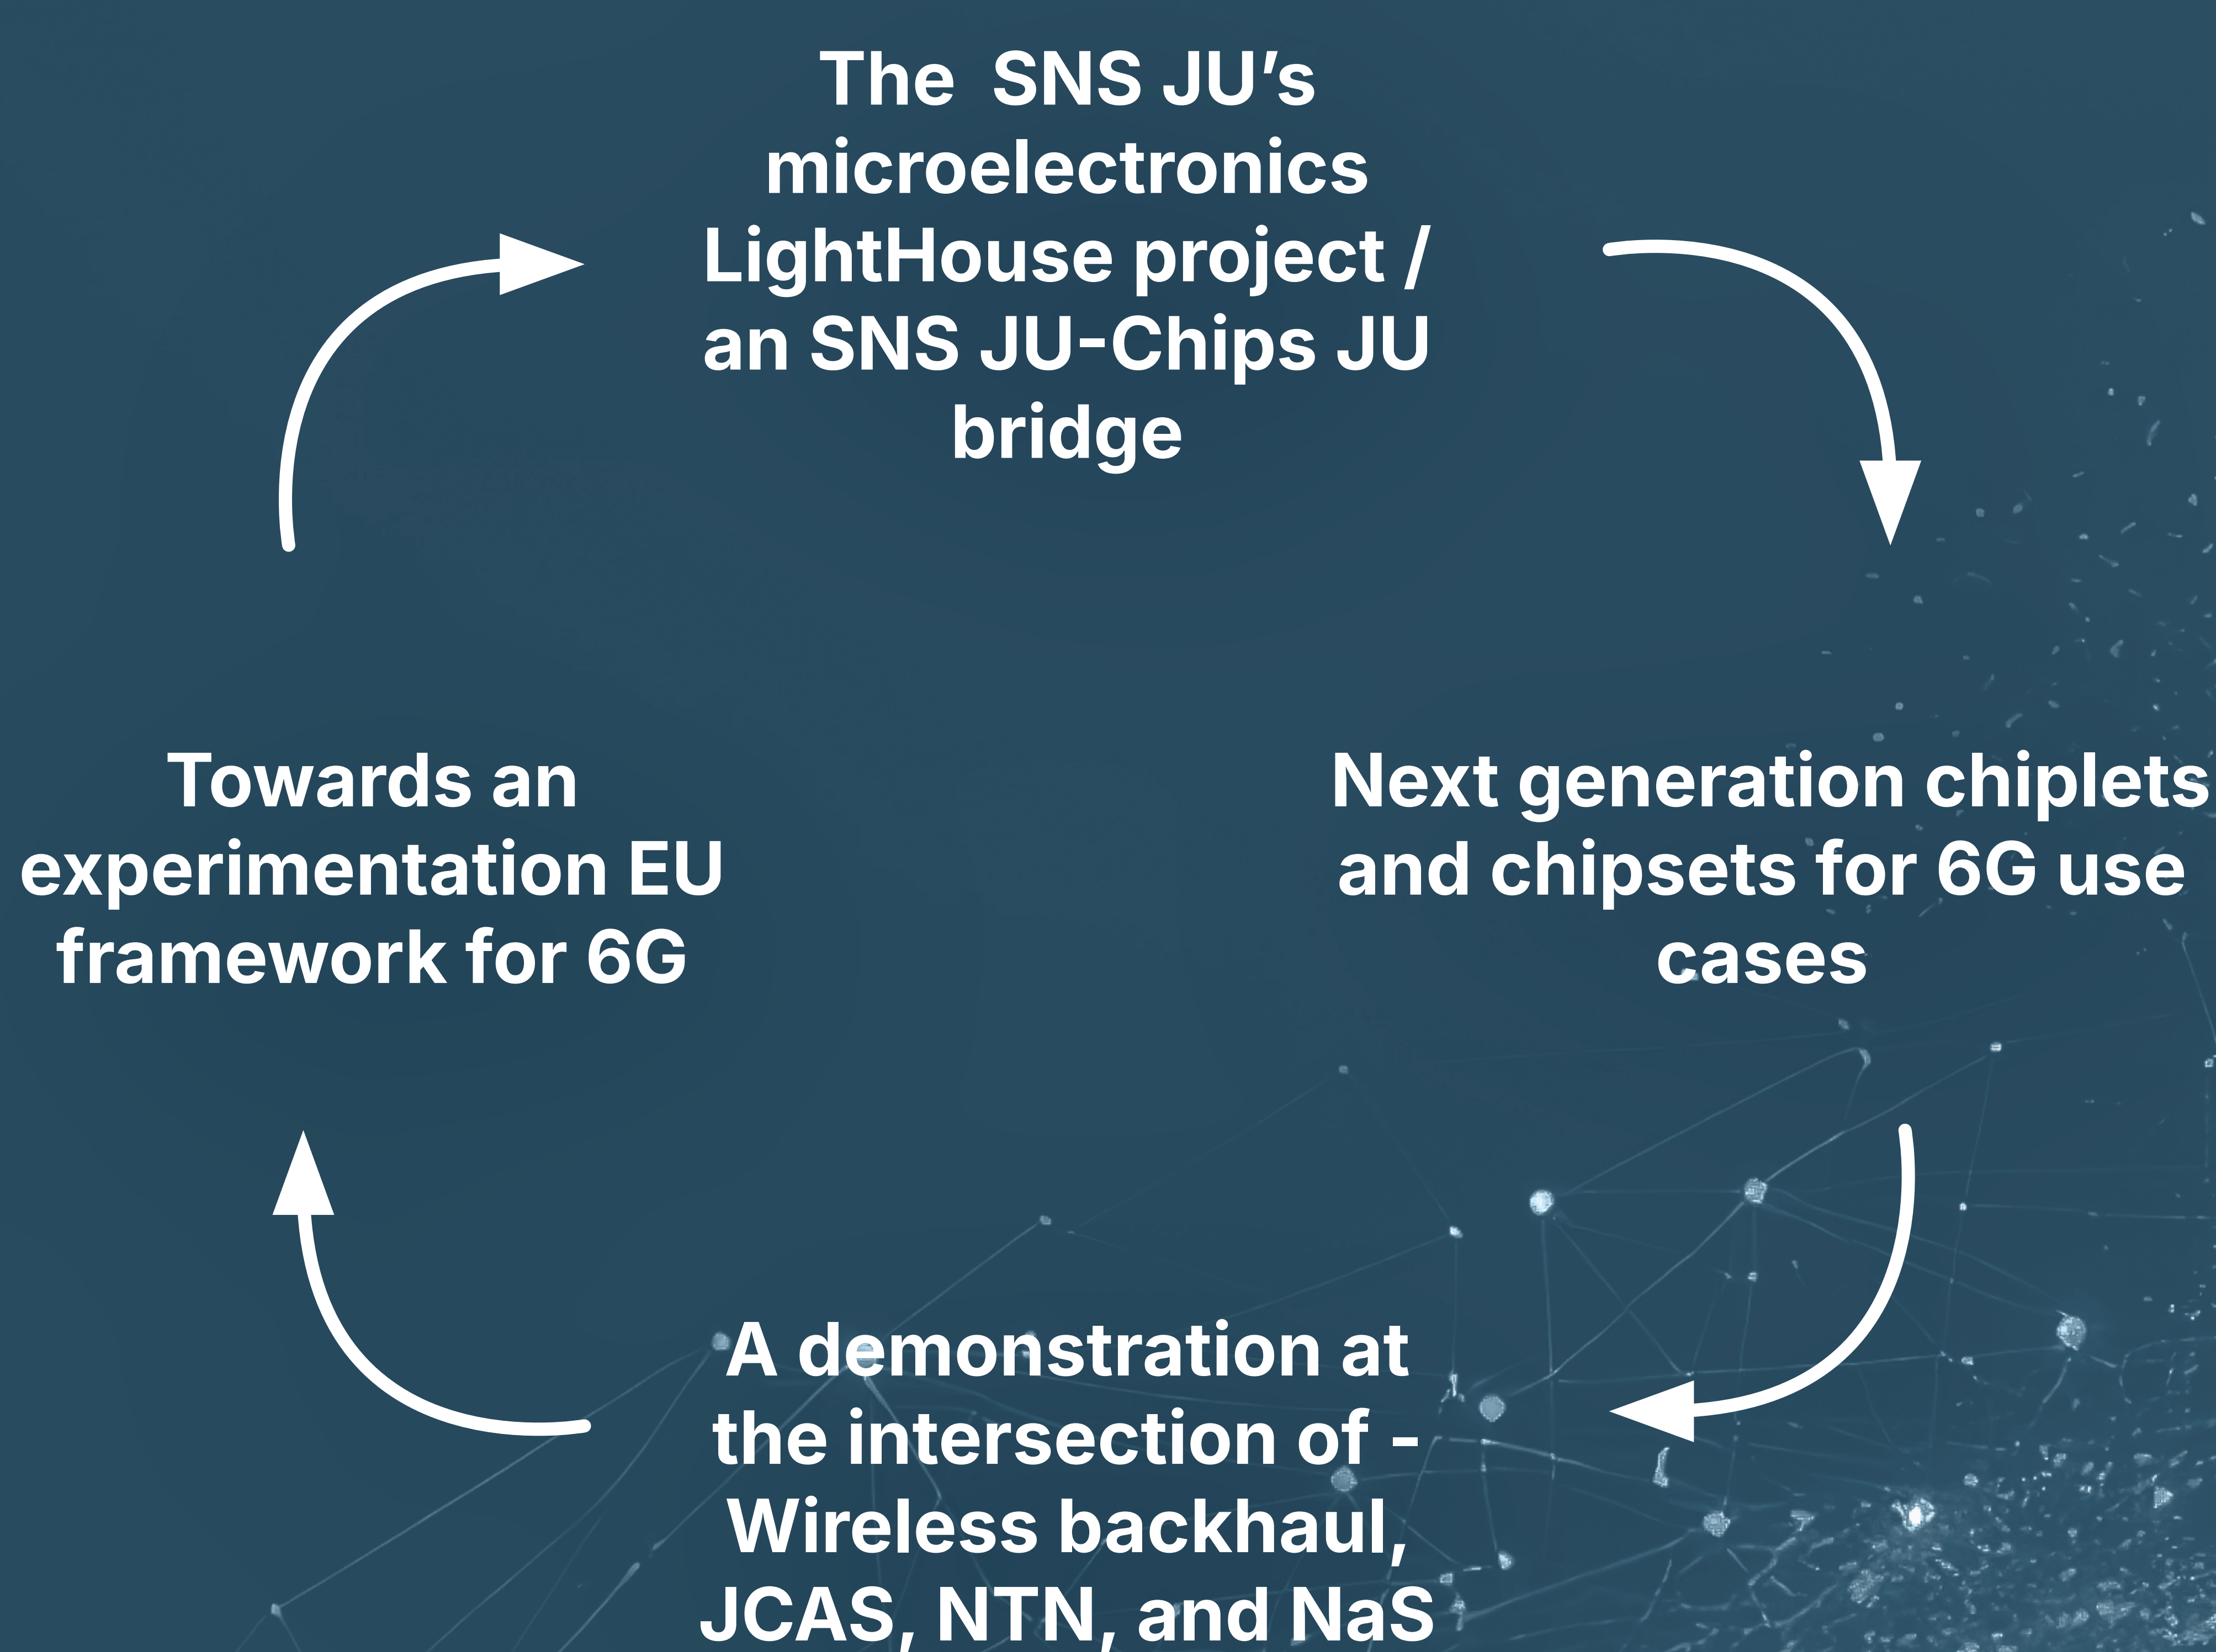 The  SNS JU’s
microelectronics
LightHouse project /
an SNS JU-Chips JU
bridge
Towards an
experimentation EU
framework for 6G
Next generation chiplets
and chipsets for 6G use
cases
A demonstration at
the intersection of -
Wireless backhaul,
JCAS, NTN, and NaS